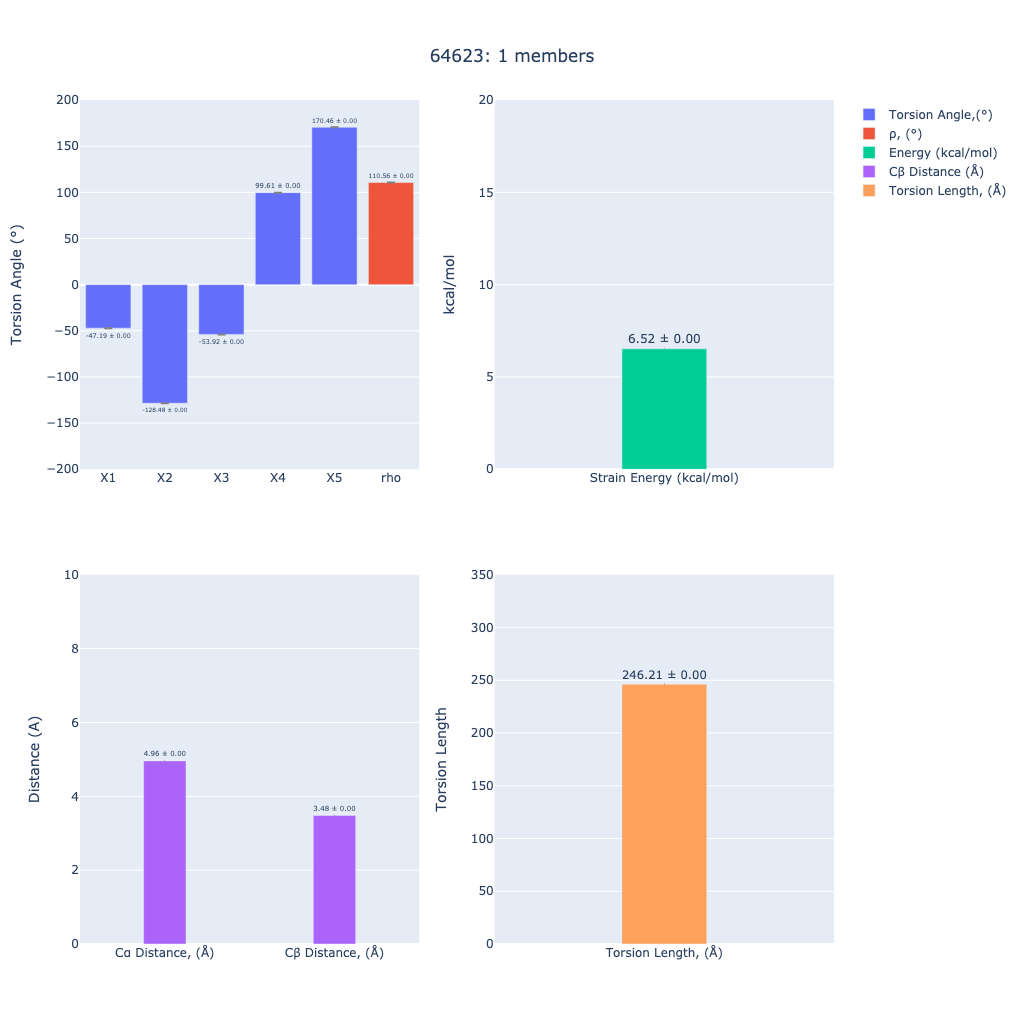 64623: 1 members
200
150
100
50
0
−50
−100
−150
−200
Torsion Angle (°)
-47.19 ± 0.00
-128.48 ± 0.00
-53.92 ± 0.00
99.61 ± 0.00
170.46 ± 0.00
110.56 ± 0.00
X1 X2 X3 X4 X5 rho
20
15
10
5
0
kcal/mol
6.52 ± 0.00
Strain Energy (kcal/mol)
Torsion Angle,(°)
ρ, (°)
Energy (kcal/mol)
Cβ Distance (Å)
Torsion Length, (Å)
10
8
6
4
2
0
Distance (A)
4.96 ± 0.00
3.48 ± 0.00
Cα Distance, (Å) Cβ Distance, (Å)
350
300
250
200
150
100
50
0
Torsion Length
246.21 ± 0.00
Torsion Length, (Å)